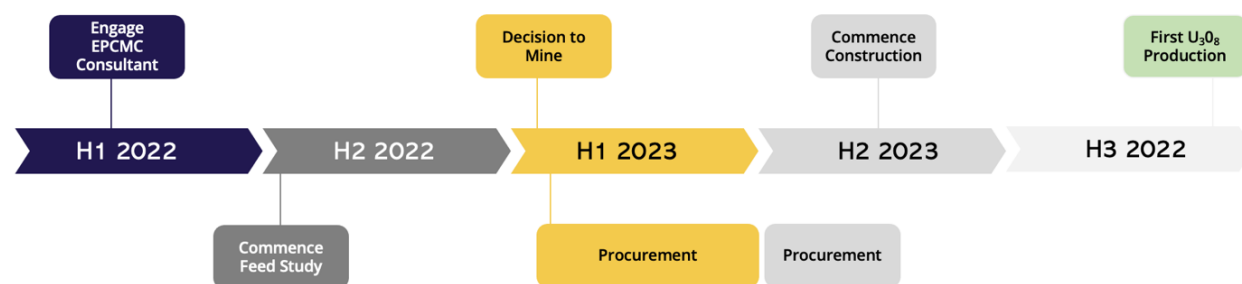 Engage
EPCMC
Consultant
Decision to
Mine
Commence
Construction
First U₃0₈
Production
H1 2022
H2 2022
H1 2023
H2 2023
H3 2022
Commence
Feed Study
Procurement
Procurement